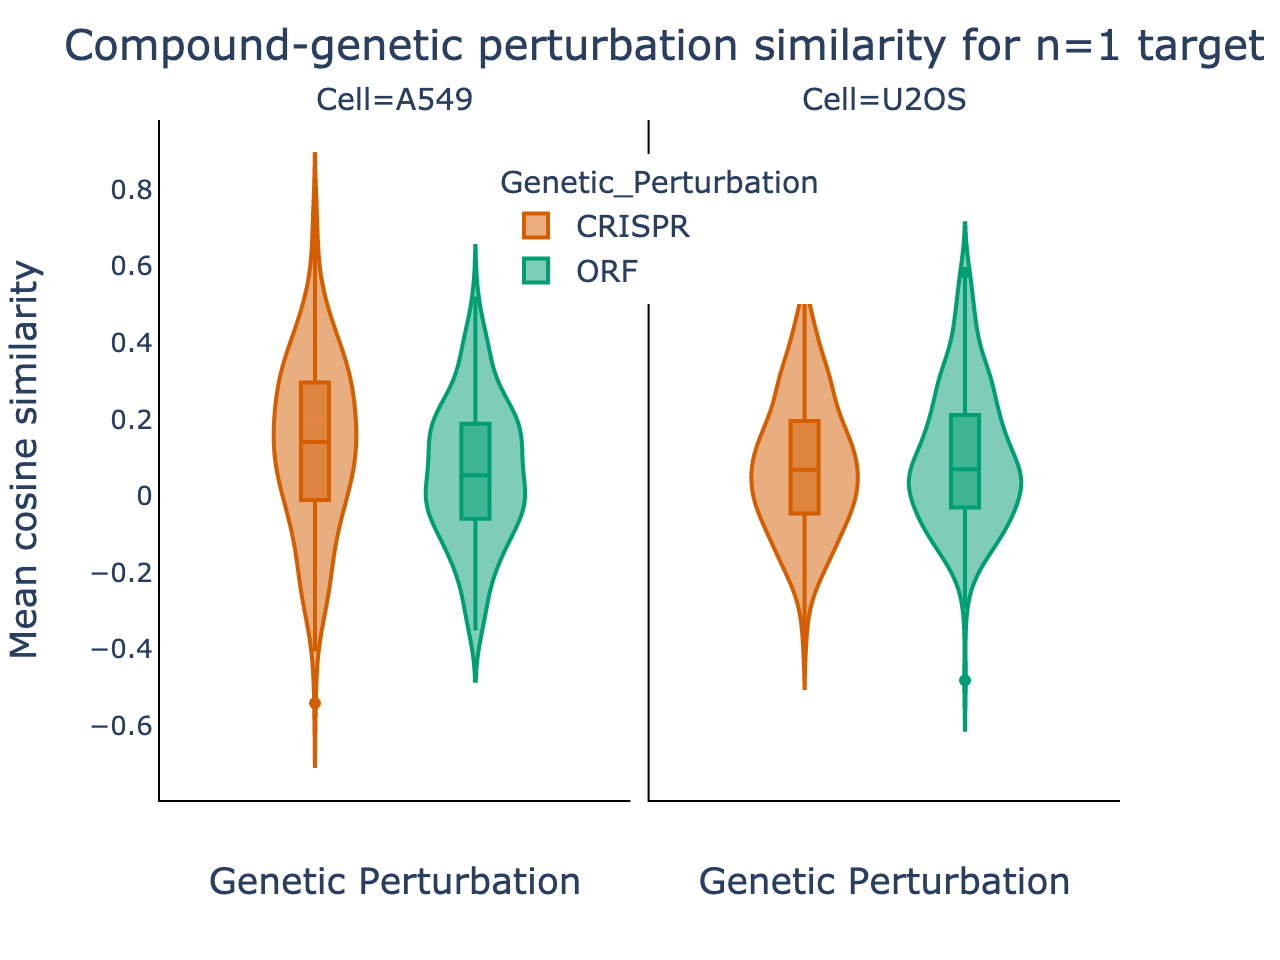 Compound-genetic perturbation similarity for n=1 target
Cell=A549
Cell=U2OS
Genetic_Perturbation
CRISPR
ORF
Mean cosine similarity
0.8
0.6
0.4
0.2
0
−0.2
−0.4
−0.6
Genetic Perturbation
Genetic Perturbation